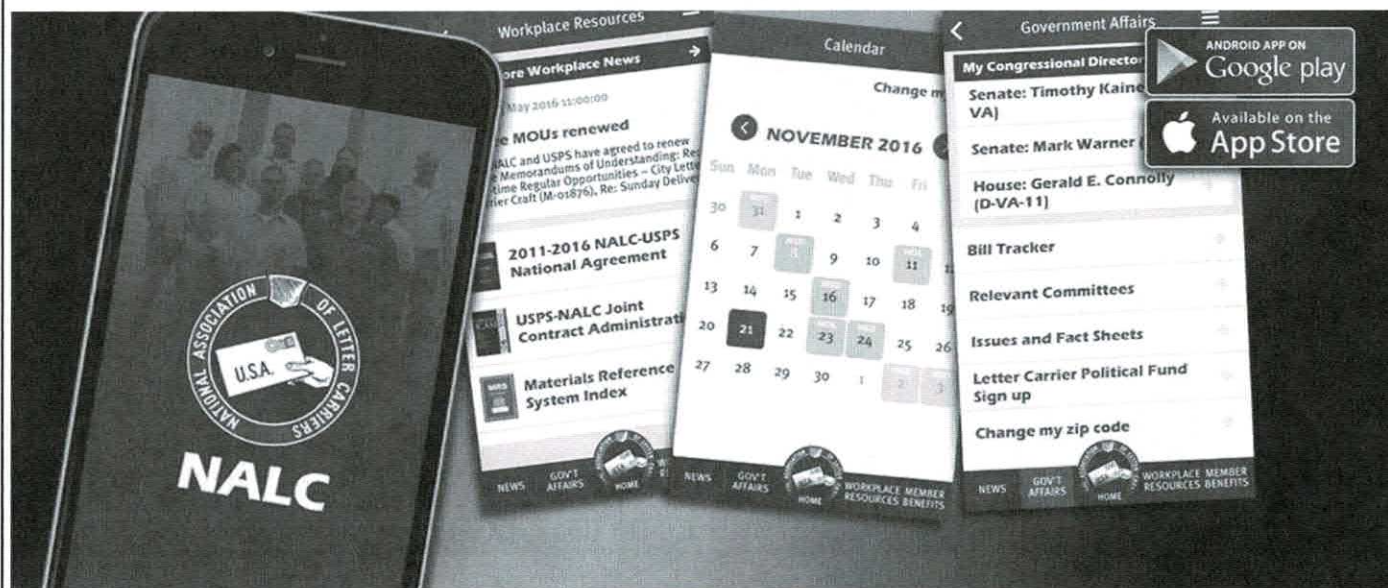 NATIONAL ASSOCIATION OF LETTER CARRIERS
U.S.A.
NALC
Workplace Resources
ore Workplace News
May 2016 11:00:00
e MOUs renewed
NALC and USPS have agreed to renew
e Memorandums of Understanding: Re:
-time Regular Opportunities – City Lette
rier Craft (M-01876), Re: Sunday Deliver
2011-2016 NALC-USPS
National Agreement
USPS-NALC Joint
Contract Administrati
Materials Reference
System Index
NEWS
GOV'T
AFFAIRS
HOME
Calendar
Change m
NOVEMBER 2016
Sun Mon Tue Wed Thu Fri
30 31 1 2 3 4
6 7 8 9 10 11
13 14 15 16 17 18 19
20 21 22 23 24 25 26
27 28 29 30 1 2 3
NEWS
GOV'T
AFFAIRS
HOME
WORKPLACE
RESOURCES
MEMBER
BENEFITS
Government Affairs
My Congressional Director
Senate: Timothy Kaine
VA)
Senate: Mark Warner
House: Gerald E. Connolly
(D-VA-11)
Bill Tracker
Relevant Committees
Issues and Fact Sheets
Letter Carrier Political Fund
Sign up
Change my zip code
NEWS
GOV'T
AFFAIRS
HOME
WORKPLACE
RESOURCES
MEMBER
BENEFITS
ANDROID APP ON
Google play
Available on the
App Store